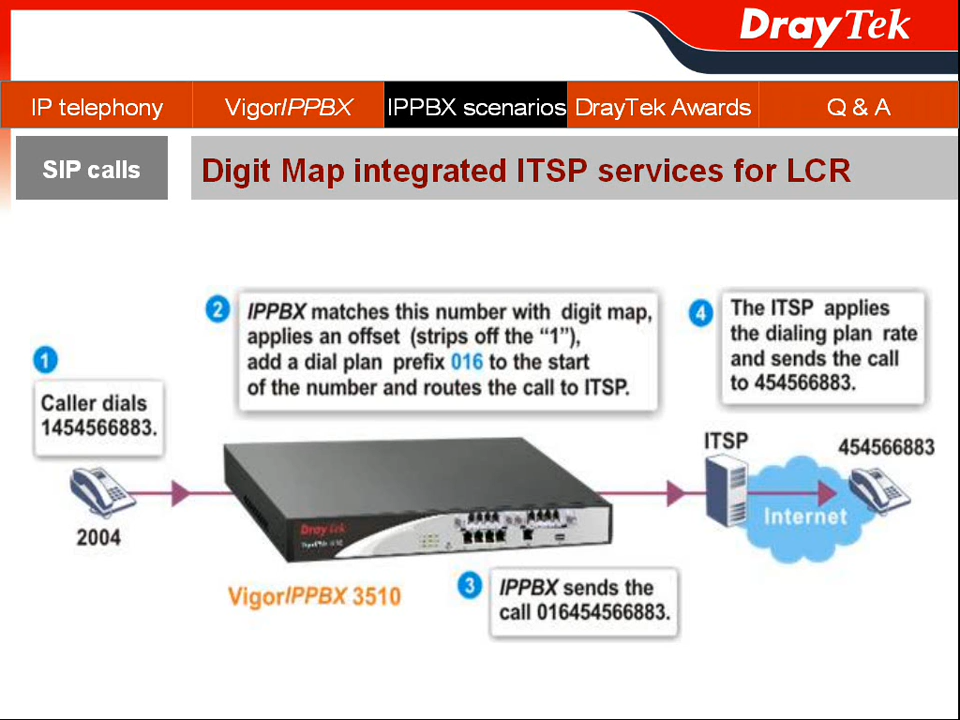 DrayTek
IP telephony
VigorIPPBX
IPPBX scenarios
DrayTek Awards
Q & A
SIP calls
Digit Map integrated ITSP services for LCR
1
Caller dials
1454566883.
2004
2
IPPBX matches this number with digit map,
applies an offset (strips off the “1”),
add a dial plan prefix 016 to the start
of the number and routes the call to ITSP.
DrayTek
VigorIPPBX 3510
3
IPPBX sends the
call 016454566883.
4
The ITSP applies
the dialing plan rate
and sends the call
to 454566883.
ITSP
454566883
Internet